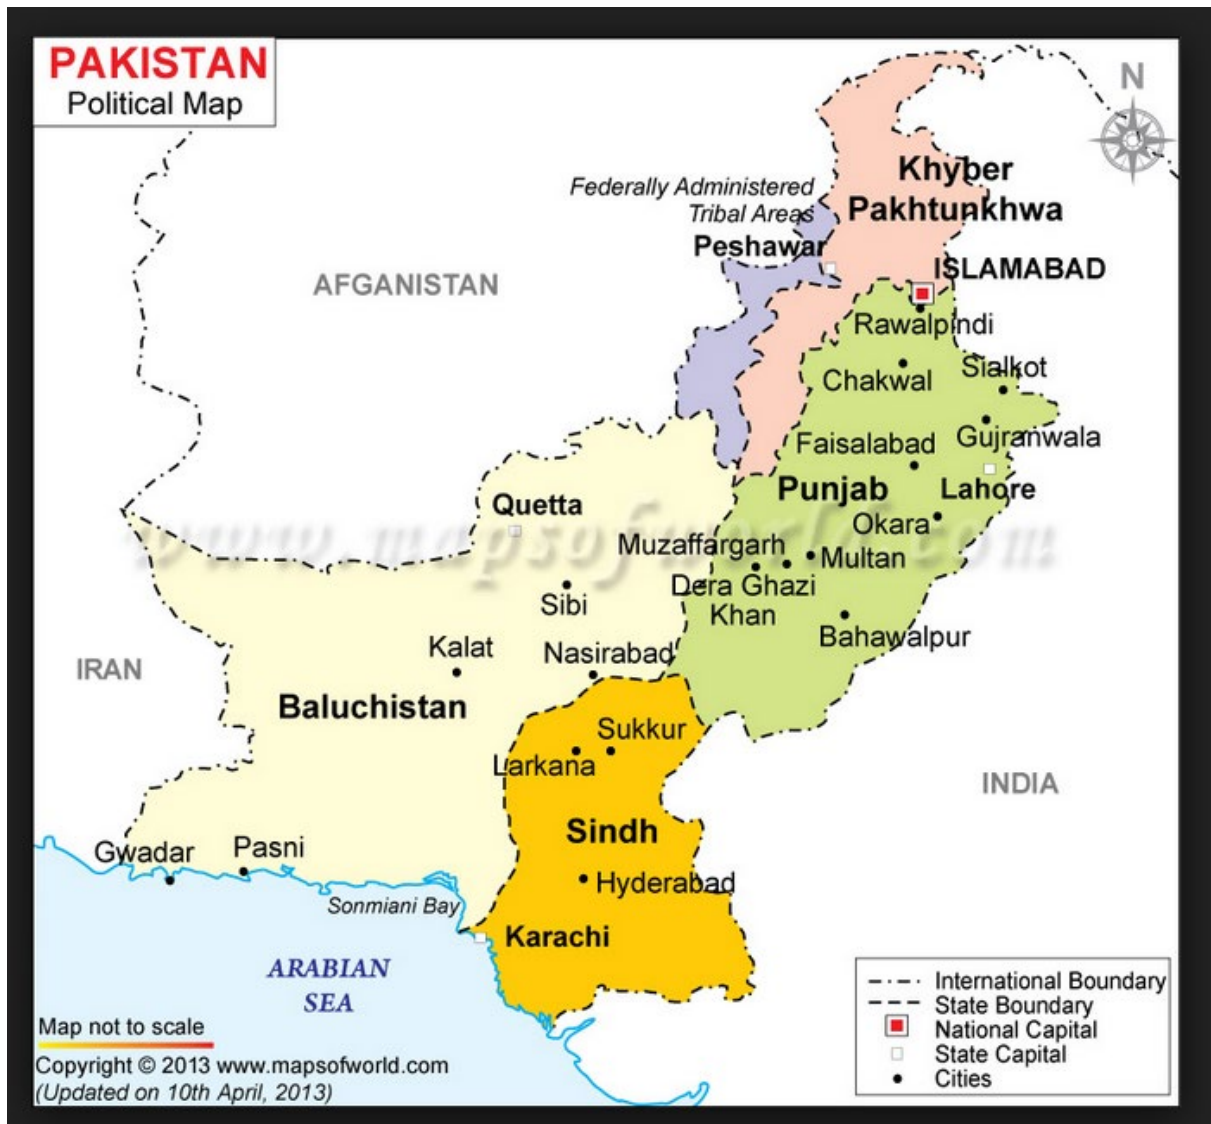 PAKISTAN
Political Map
N
Khyber
Pakhtunkhwa
Federally Administered
Tribal Areas
Peshawar
ISLAMABAD
AFGANISTAN
Rawalpindi
Chakwal
Sialkot
Gujranwala
Faisalabad
Punjab
Lahore
Quetta
Okara
www.mapsofworld.com
Muzaffargarh
Multan
Dera Ghazi
Khan
Sibi
Bahawalpur
Kalat
Nasirabad
IRAN
Baluchistan
Sukkur
Larkana
INDIA
Sindh
Gwadar
Pasni
Hyderabad
Sonmiani Bay
Karachi
ARABIAN
SEA
International Boundary
State Boundary
National Capital
State Capital
Cities
Map not to scale
Copyright © 2013 www.mapsofworld.com
(Updated on 10th April, 2013)